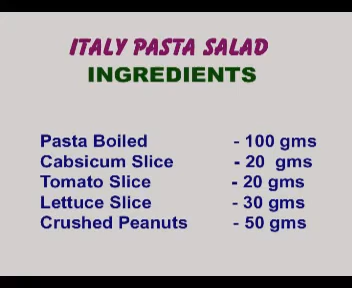 ITALY PASTA SALAD
INGREDIENTS
Pasta Boiled - 100 gms
Cabsicum Slice - 20 gms
Tomato Slice - 20 gms
Lettuce Slice - 30 gms
Crushed Peanuts - 50 gms